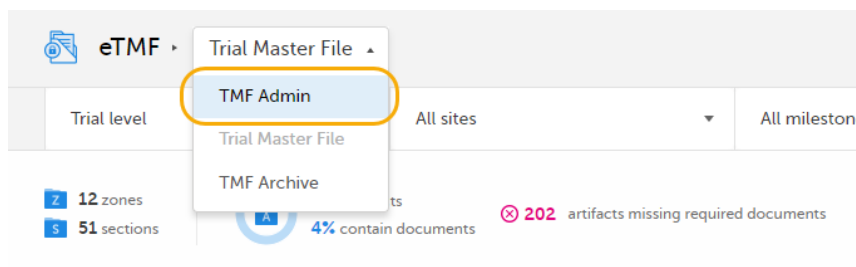 eTMF ▸ Trial Master File ▴
TMF Admin
Trial level
All sites
All mileston
Trial Master File
TMF Archive
Z 12 zones
ts
202 artifacts missing required documents
A
S 51 sections
4% contain documents